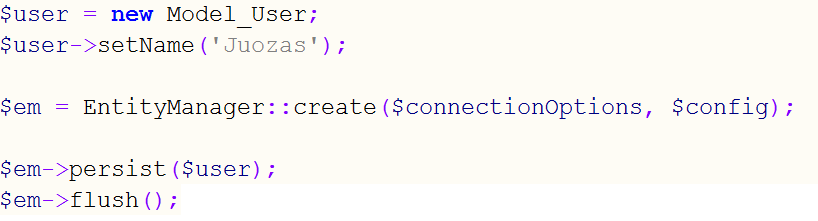 $user = new Model_User;
$user->setName('Juozas');
$em = EntityManager::create($connectionOptions, $config);
$em->persist($user);
$em->flush();